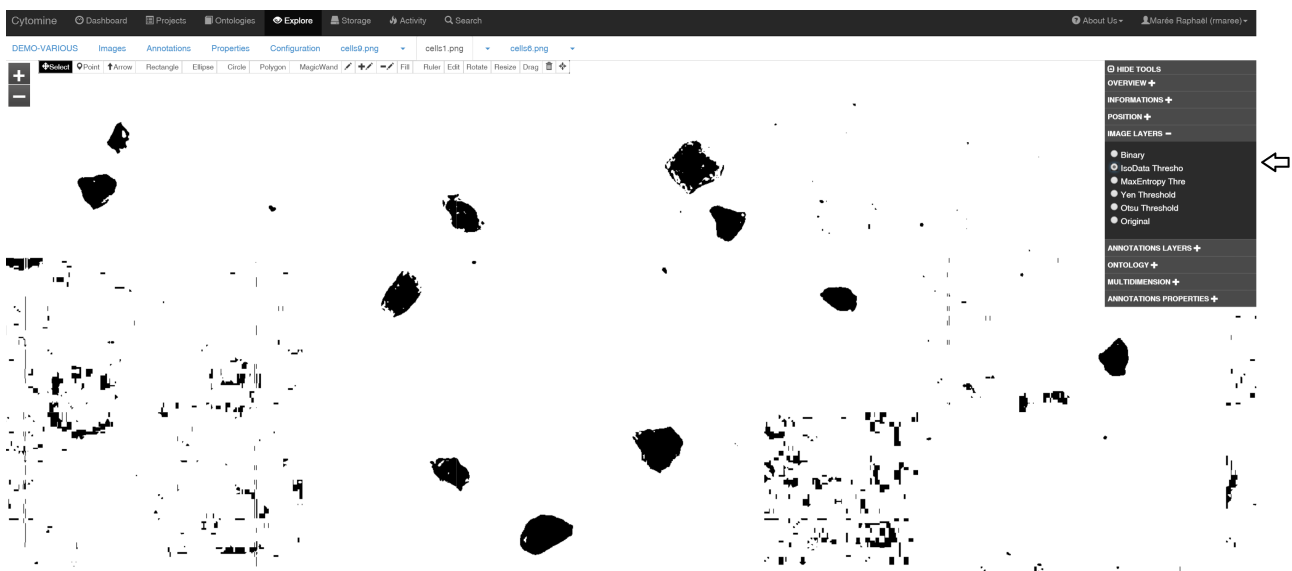 Cytomine Dashboard Projects Ontologies Explore Storage Activity Search About Us Marée Raphaël (rmaree)
DEMO-VARIOUS Images Annotations Properties Configuration cells9.png cells1.png cells6.png
Select Point Arrow Rectangle Ellipse Circle Polygon MagicWand Fill Ruler Edit Rotate Resize Drag
+
−
HIDE TOOLS
OVERVIEW +
INFORMATIONS +
POSITION +
IMAGE LAYERS −
Binary
IsoData Thresho
MaxEntropy Thre
Yen Threshold
Otsu Threshold
Original
ANNOTATIONS LAYERS +
ONTOLOGY +
MULTIDIMENSION +
ANNOTATIONS PROPERTIES +